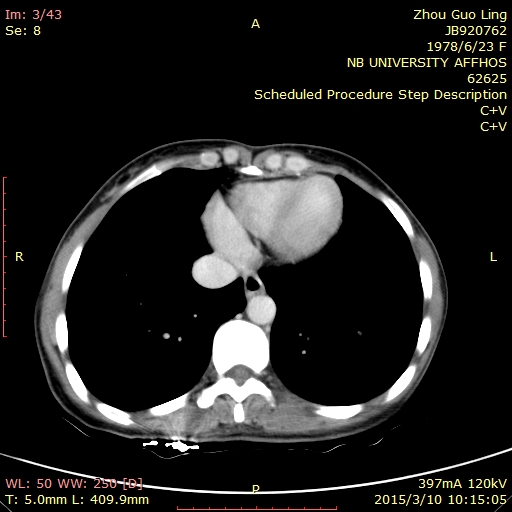 Im: 3/43
Se: 8
A
Zhou Guo Ling
JB920762
1978/6/23 F
NB UNIVERSITY AFFHOS
62625
Scheduled Procedure Step Description
C+V
C+V
R
L
WL: 50 WW: 250 [D]
T: 5.0mm L: 409.9mm
P
397mA 120kV
2015/3/10 10:15:05